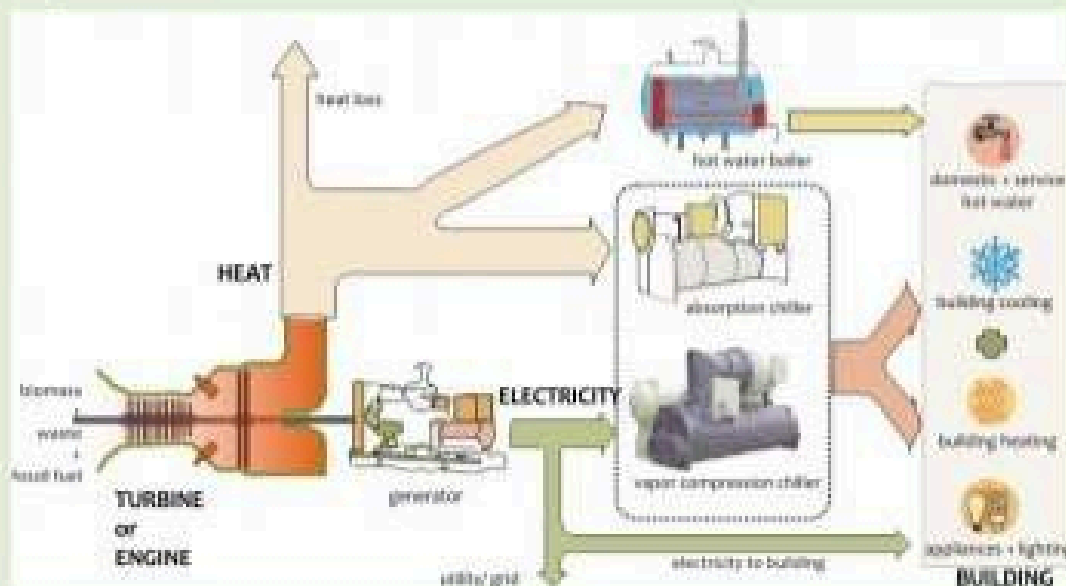 heat loss
hot water boiler
domestic + service
hot water
HEAT
building cooling
absorption chiller
biomass
ELECTRICITY
waste
+
fossil fuel
building heating
generator
vapor compression chiller
TURBINE
or
ENGINE
appliances + lighting
electricity to building
utility/ grid
BUILDING